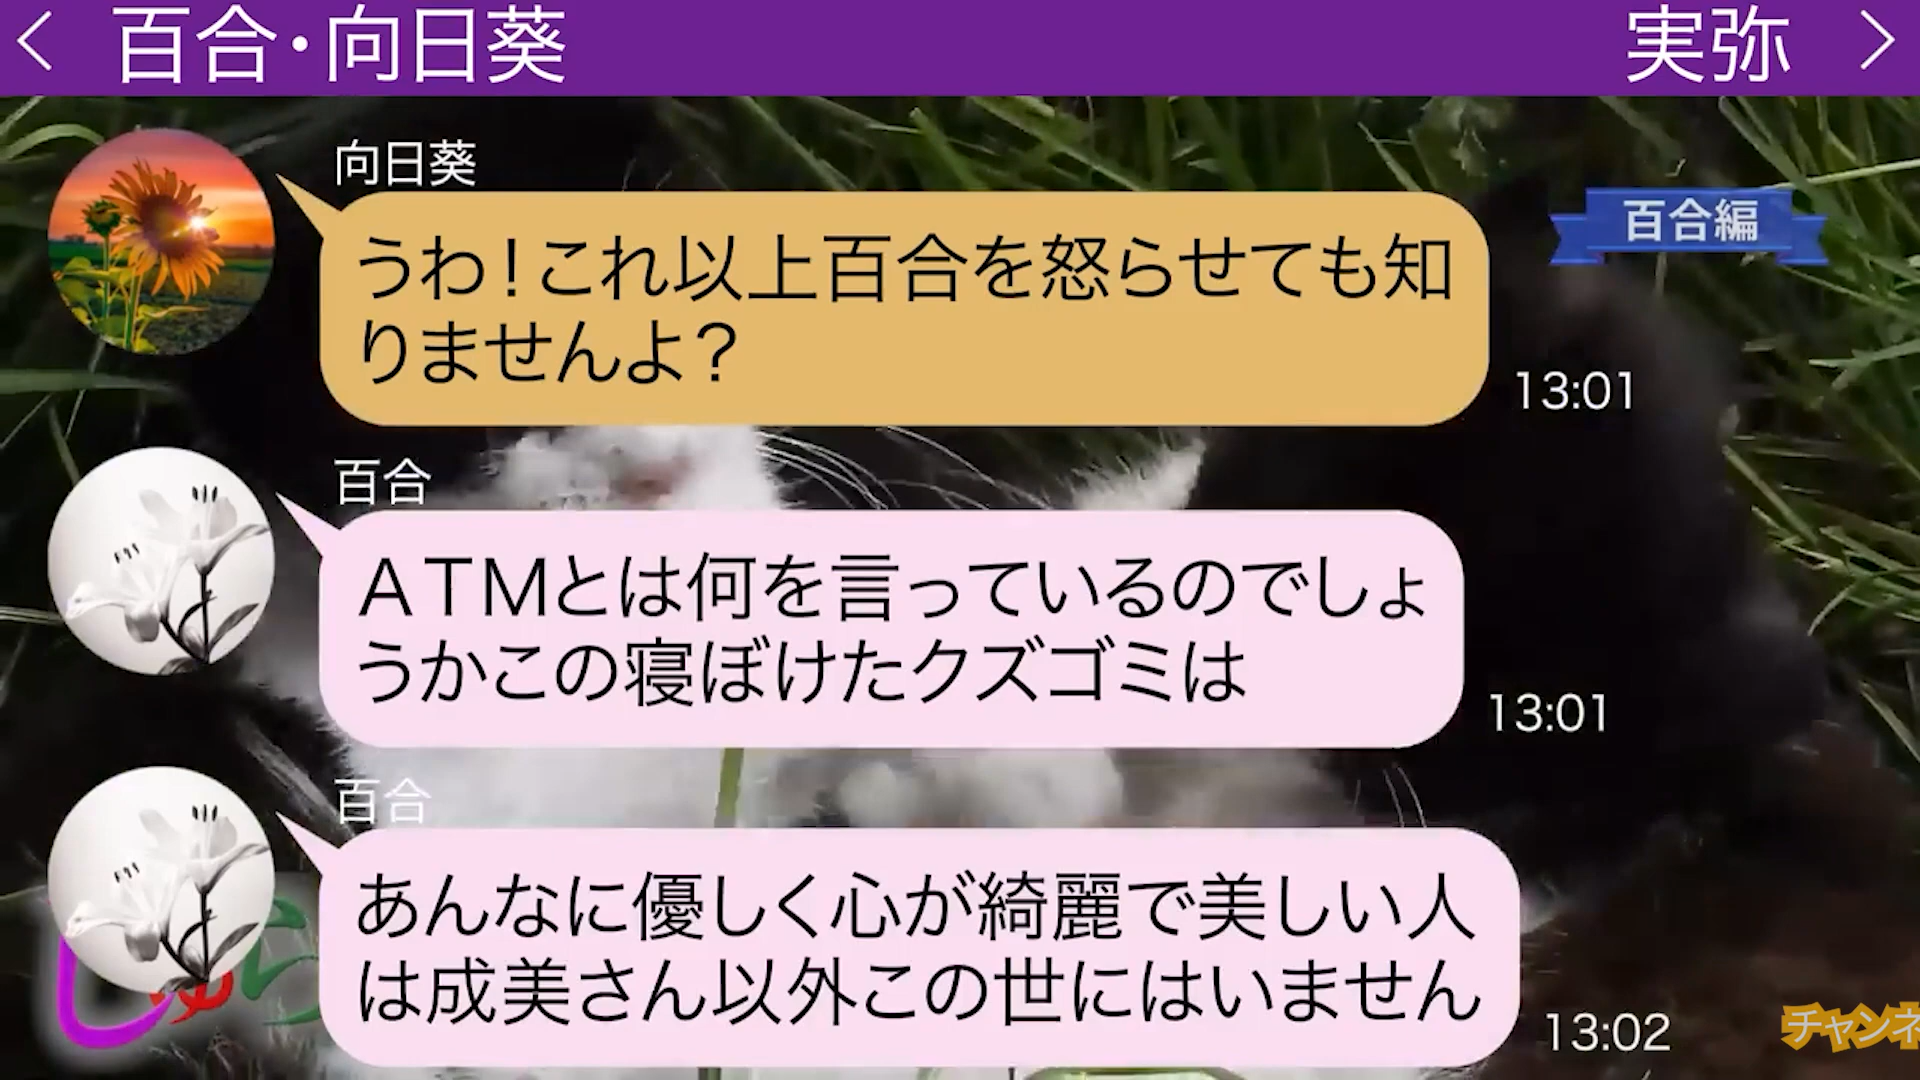 百合・向日葵
実弥
向日葵
百合編
うわ！これ以上百合を怒らせても知
りませんよ？
13:01
百合
ＡＴＭとは何を言っているのでしょ
うかこの寝ぼけたクズゴミは
13:01
百合
あんなに優しく心が綺麗で美しい人
は成美さん以外この世にはいません
13:02
チャンネ